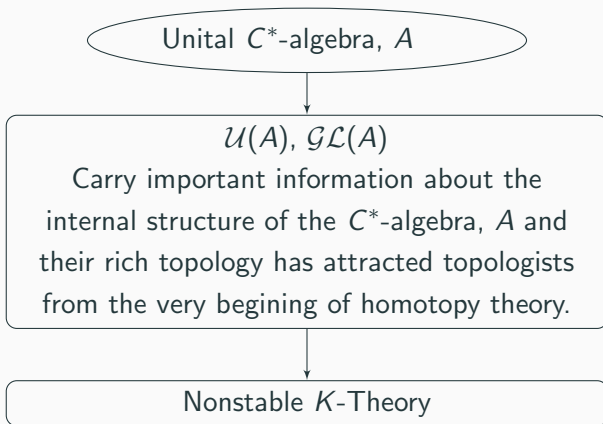 Unital C*-algebra, A
𝒰(A), 𝒢ℒ(A)
Carry important information about the
internal structure of the C*-algebra, A and
their rich topology has attracted topologists
from the very begining of homotopy theory.
Nonstable K-Theory